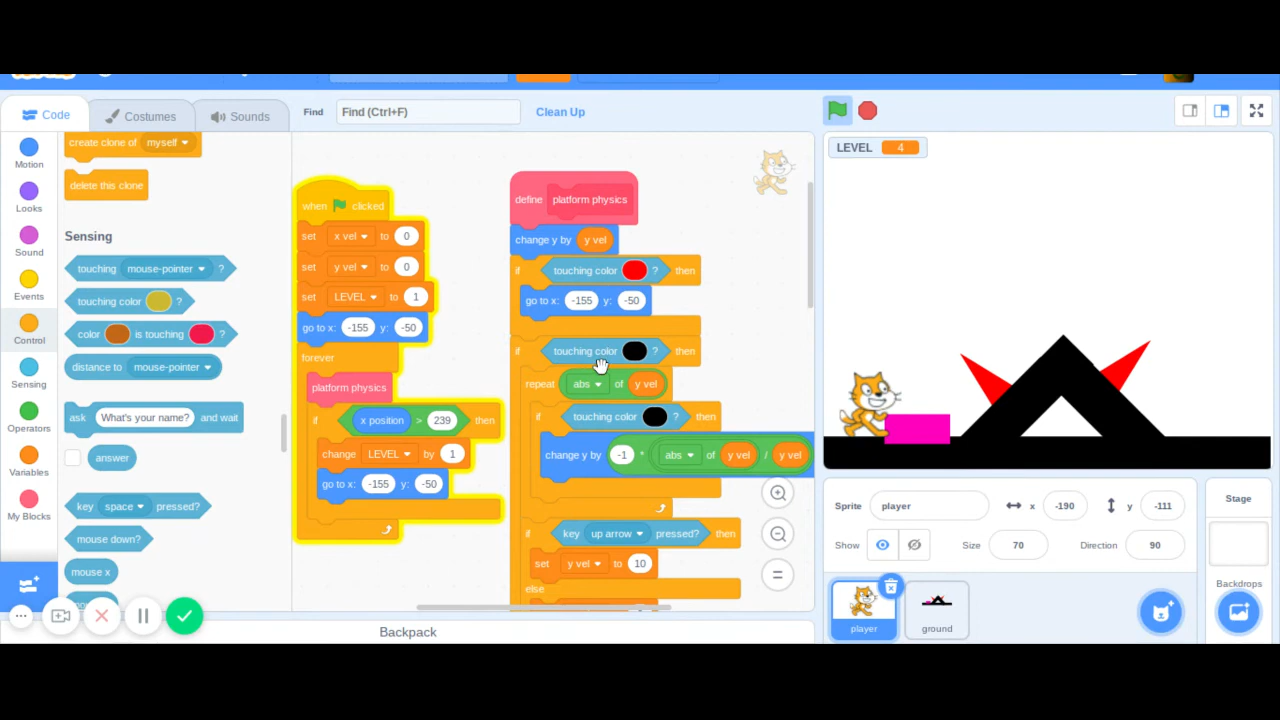 Code
Costumes
Sounds
Find
Find (Ctrl+F)
Clean Up
Motion
Looks
Sound
Events
Control
Sensing
Operators
Variables
My Blocks
create clone of myself
delete this clone
Sensing
touching mouse-pointer ?
touching color ?
color is touching ?
distance to mouse-pointer
ask What's your name? and wait
answer
key space pressed?
mouse down?
mouse x
when clicked
set x vel to 0
set y vel to 0
set LEVEL to 1
go to x: -155 y: -50
forever
platform physics
if x position > 239 then
change LEVEL by 1
go to x: -155 y: -50
define platform physics
change y by y vel
if touching color ? then
go to x: -155 y: -50
if touching color ? then
repeat abs of y vel
if touching color ? then
change y by -1 * abs of y vel / y vel
if key up arrow pressed? then
set y vel to 10
else
Backpack
LEVEL 4
Sprite player x -190 y -111
Show Size 70 Direction 90
player
ground
Stage
Backdrops